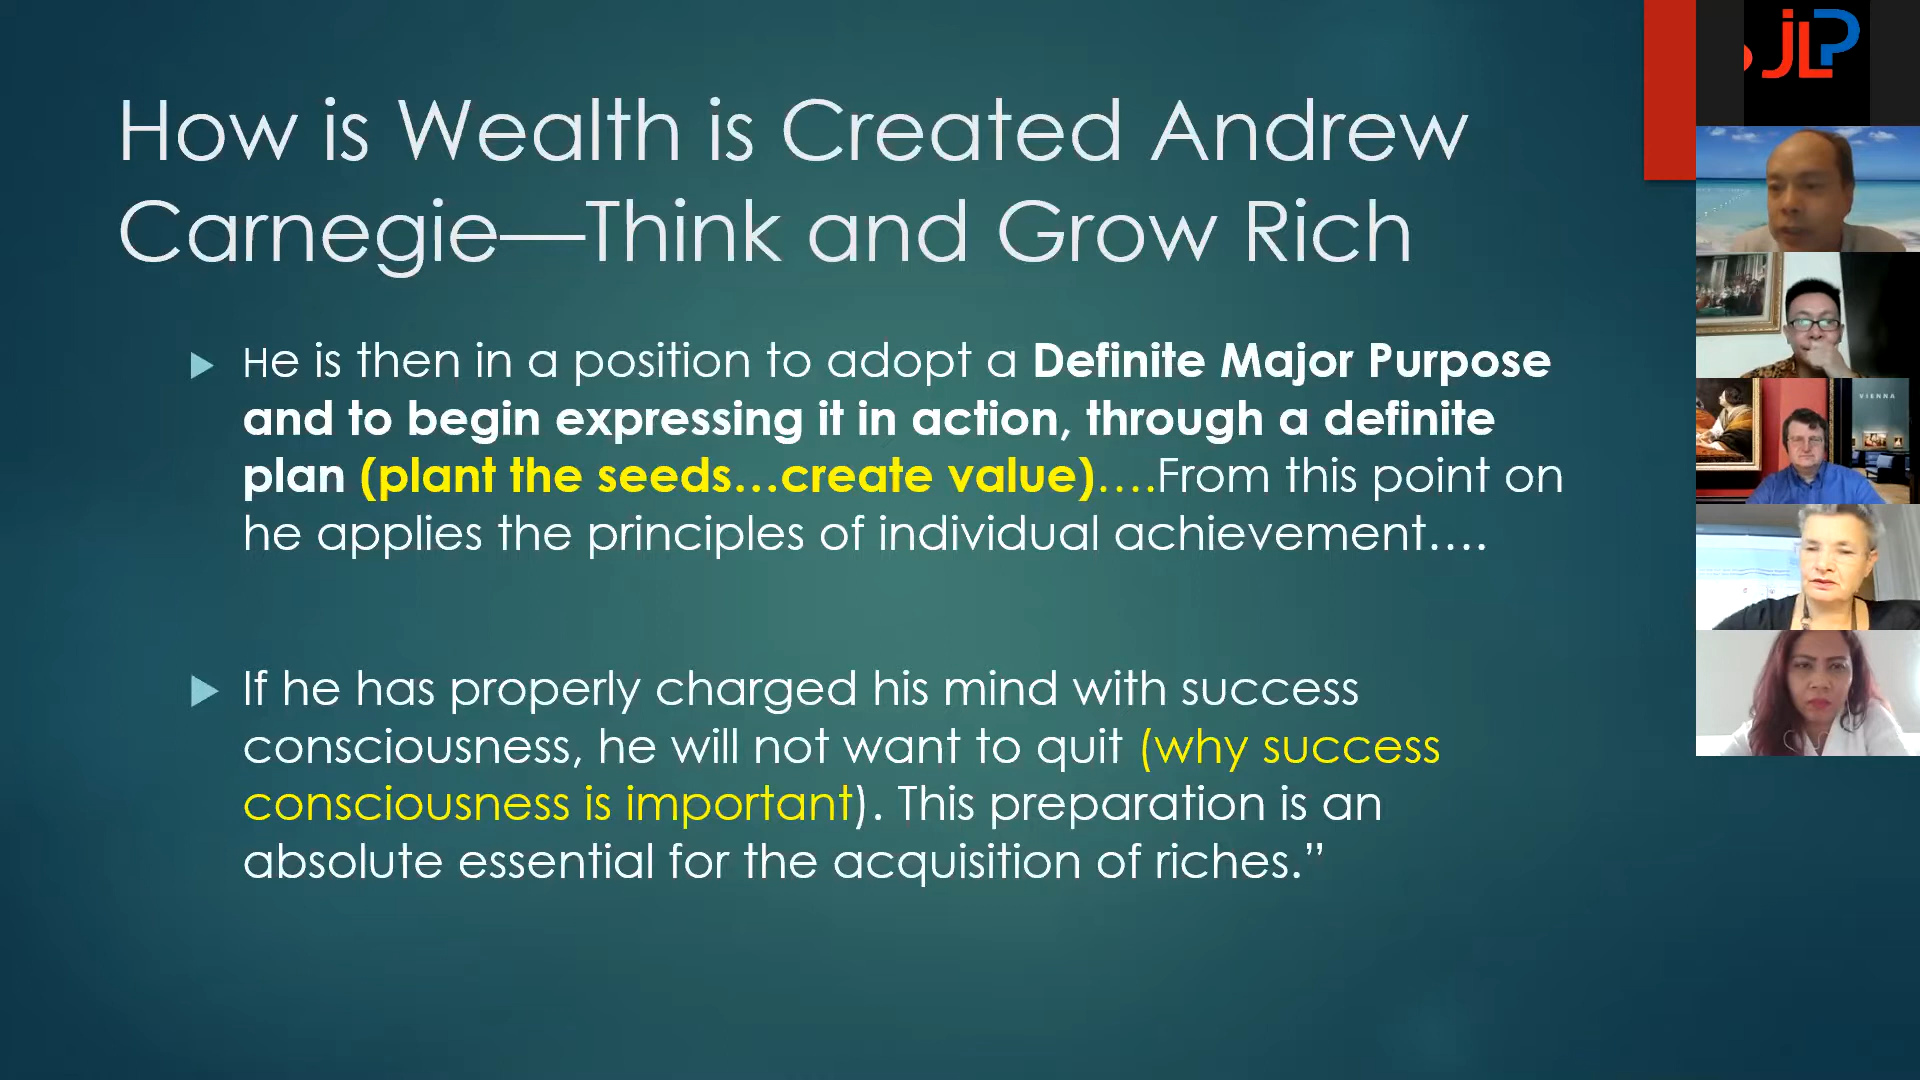 How is Wealth is Created Andrew
Carnegie—Think and Grow Rich
He is then in a position to adopt a Definite Major Purpose
and to begin expressing it in action, through a definite
plan (plant the seeds…create value)….From this point on
he applies the principles of individual achievement….
If he has properly charged his mind with success
consciousness, he will not want to quit (why success
consciousness is important). This preparation is an
absolute essential for the acquisition of riches.”
JLP
VIENNA